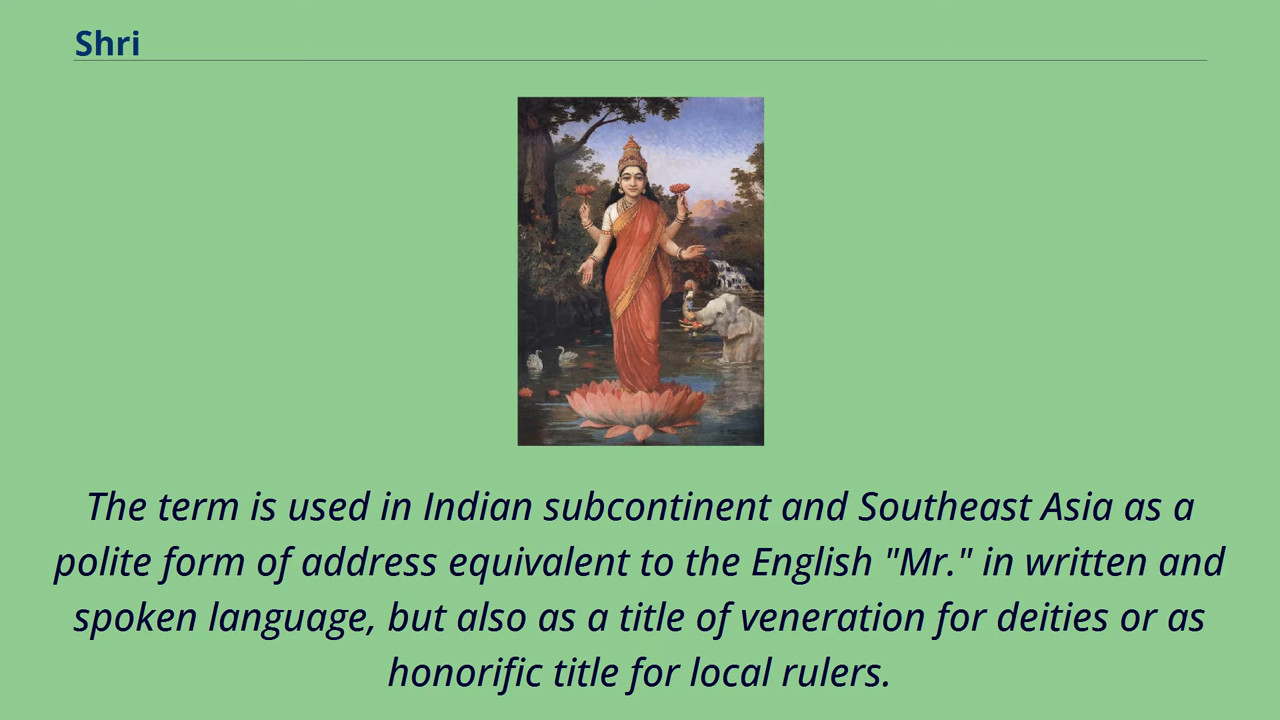 Shri
The term is used in Indian subcontinent and Southeast Asia as a
polite form of address equivalent to the English "Mr." in written and
spoken language, but also as a title of veneration for deities or as
honorific title for local rulers.